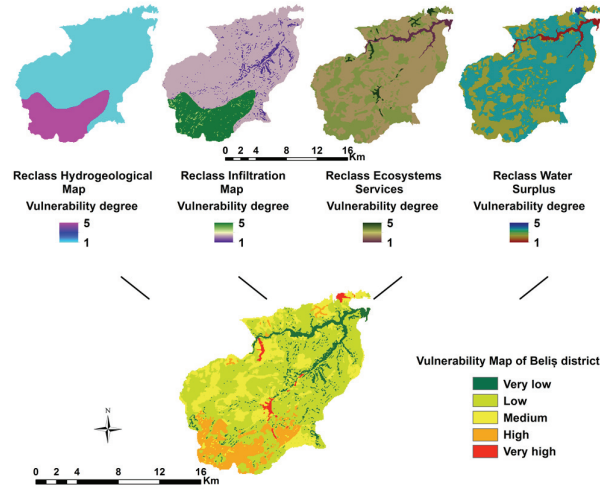 0 2 4 8 12 16
Km
Reclass Hydrogeological
Map
Reclass Infiltration
Map
Reclass Ecosystems
Services
Reclass Water
Surplus
Vulnerability degree
Vulnerability degree
Vulnerability degree
Vulnerability degree
5
1
5
1
5
1
5
1
Vulnerability Map of Beliș district
Very low
Low
Medium
High
Very high
N
0 2 4 8 12 16
Km